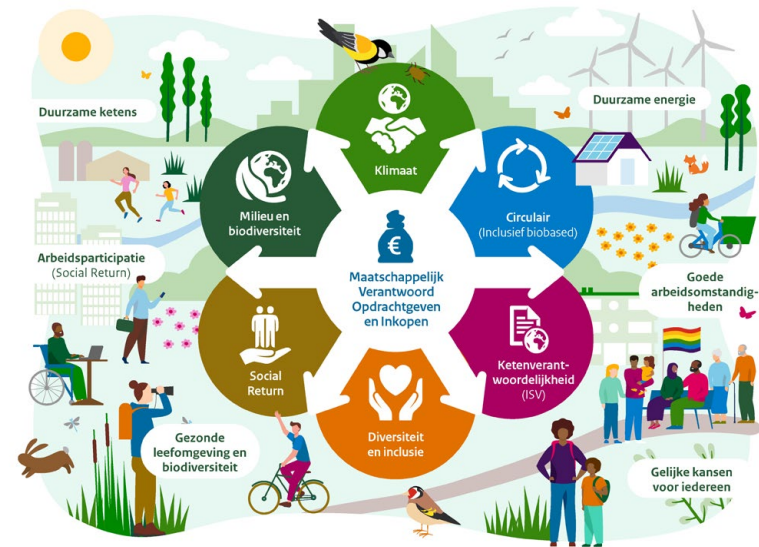 Duurzame ketens
Duurzame energie
Klimaat
Milieu en
biodiversiteit
Circulair
(Inclusief biobased)
€
Maatschappelijk
Verantwoord
Opdrachtgeven
en Inkopen
Arbeidsparticipatie
(Social Return)
Goede
arbeidsomstandig-
heden
Social
Return
Ketenverant-
woordelijkheid
(ISV)
Diversiteit
en inclusie
Gezonde
leefomgeving en
biodiversiteit
Gelijke kansen
voor iedereen